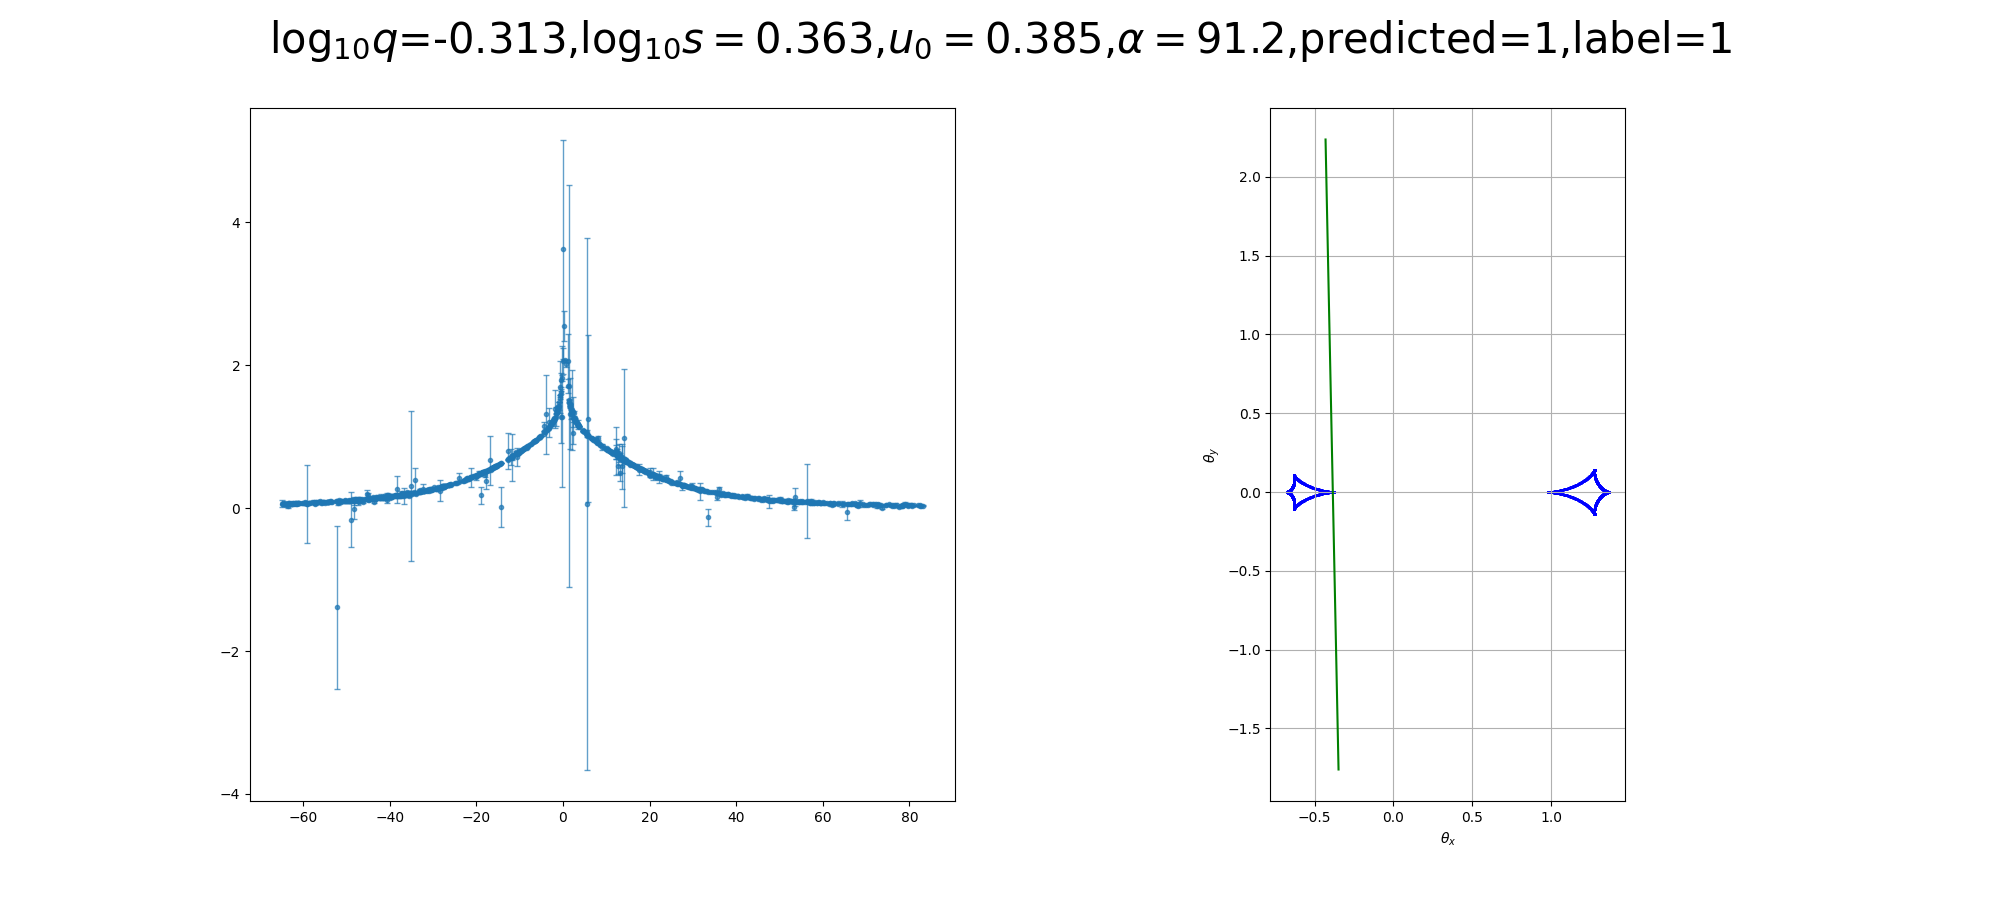 log₁₀q=-0.313,log₁₀s = 0.363,u₀ = 0.385,α = 91.2,predicted=1,label=1
4
2
0
−2
−4
−60 −40 −20 0 20 40 60 80
θy
2.0
1.5
1.0
0.5
0.0
−0.5
−1.0
−1.5
−0.5 0.0 0.5 1.0
θx